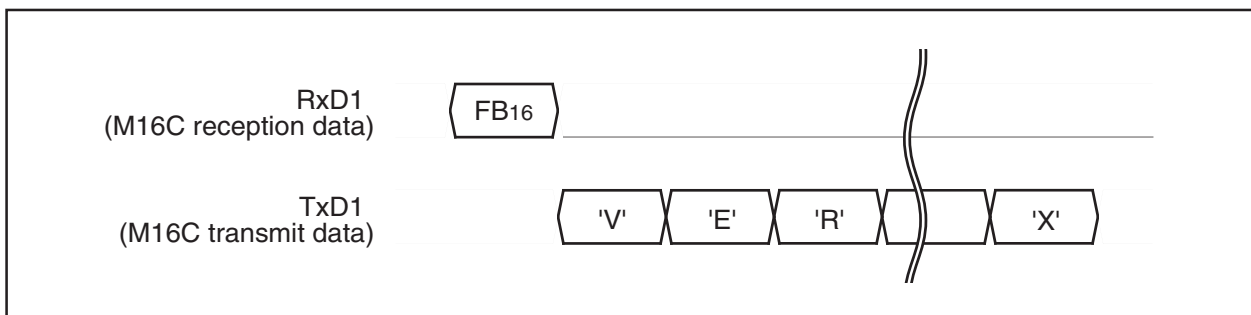 RxD1
(M16C reception data)
FB16
TxD1
(M16C transmit data)
'V' 'E' 'R' 'X'